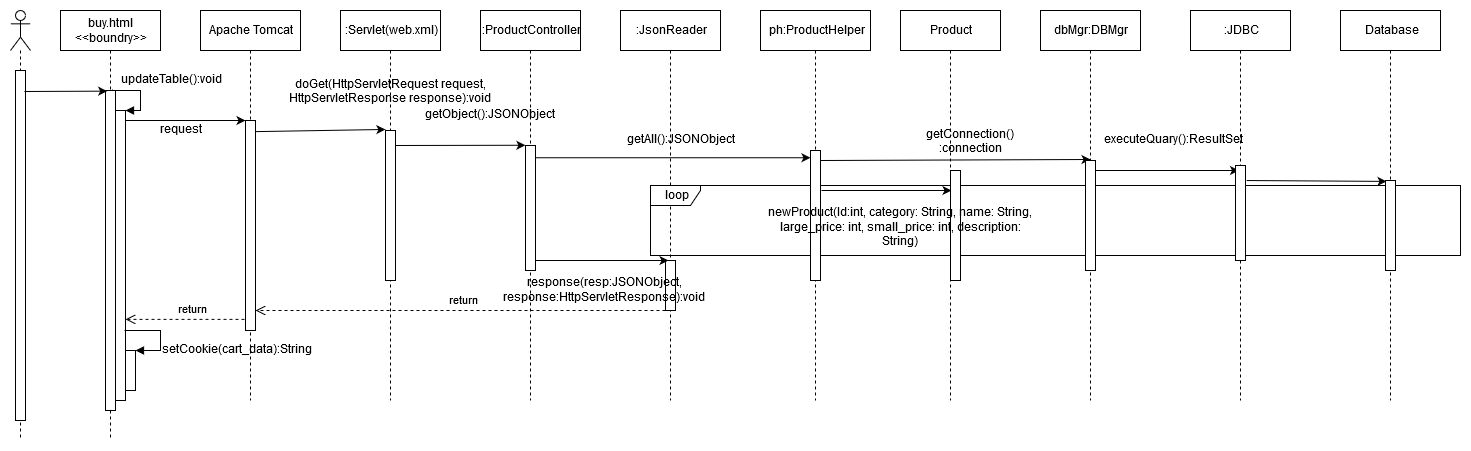 buy.html
<<boundry>>
Apache Tomcat
:Servlet(web.xml)
:ProductController
:JsonReader
ph:ProductHelper
Product
dbMgr:DBMgr
:JDBC
Database
updateTable():void
doGet(HttpServletRequest request,
HttpServletResponse response):void
getObject():JSONObject
request
getAll():JSONObject
getConnection()
:connection
executeQuary():ResultSet
loop
newProduct(Id:int, category: String, name: String,
large_price: int, small_price: int, description:
String)
response(resp:JSONObject,
response:HttpServletResponse):void
return
return
setCookie(cart_data):String